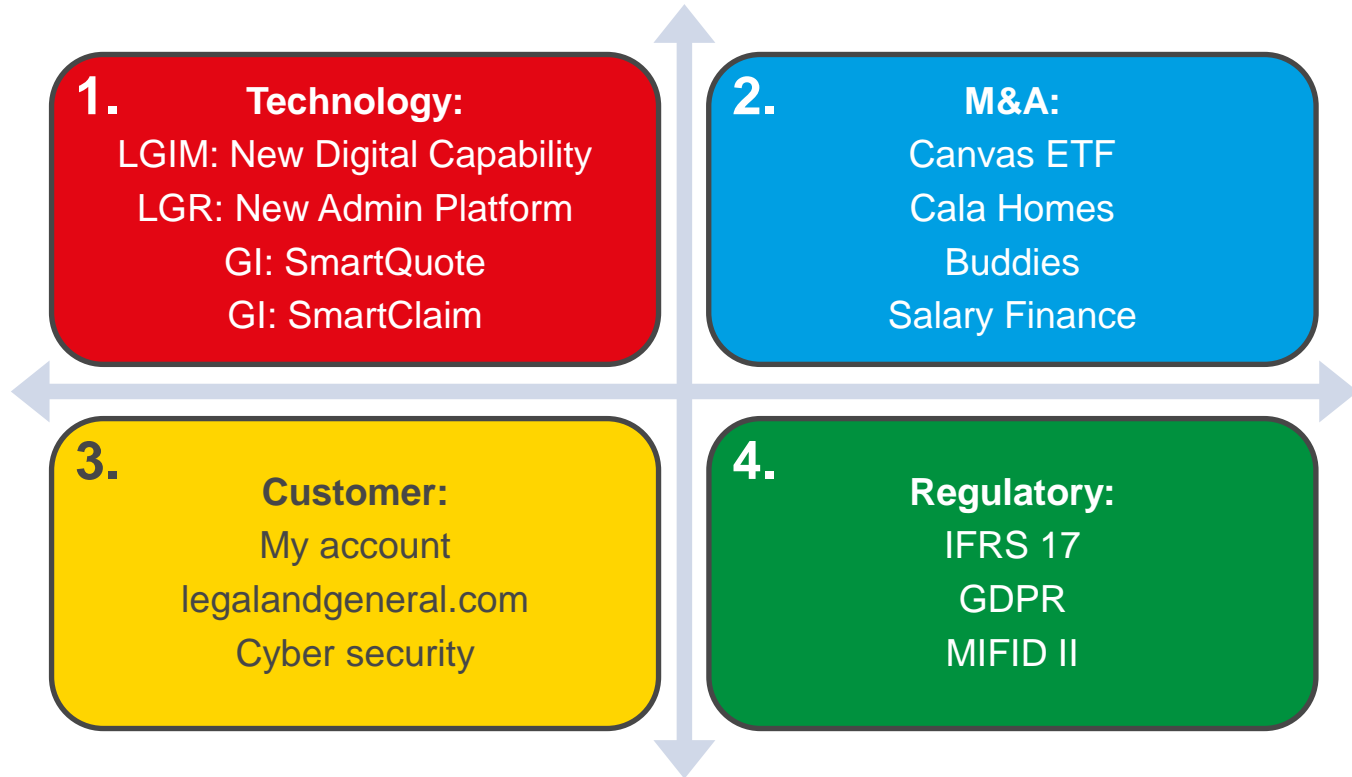 1.
Technology:
LGIM: New Digital Capability
LGR: New Admin Platform
GI: SmartQuote
GI: SmartClaim
2.
M&A:
Canvas ETF
Cala Homes
Buddies
Salary Finance
3.
Customer:
My account
legalandgeneral.com
Cyber security
4.
Regulatory:
IFRS 17
GDPR
MIFID II